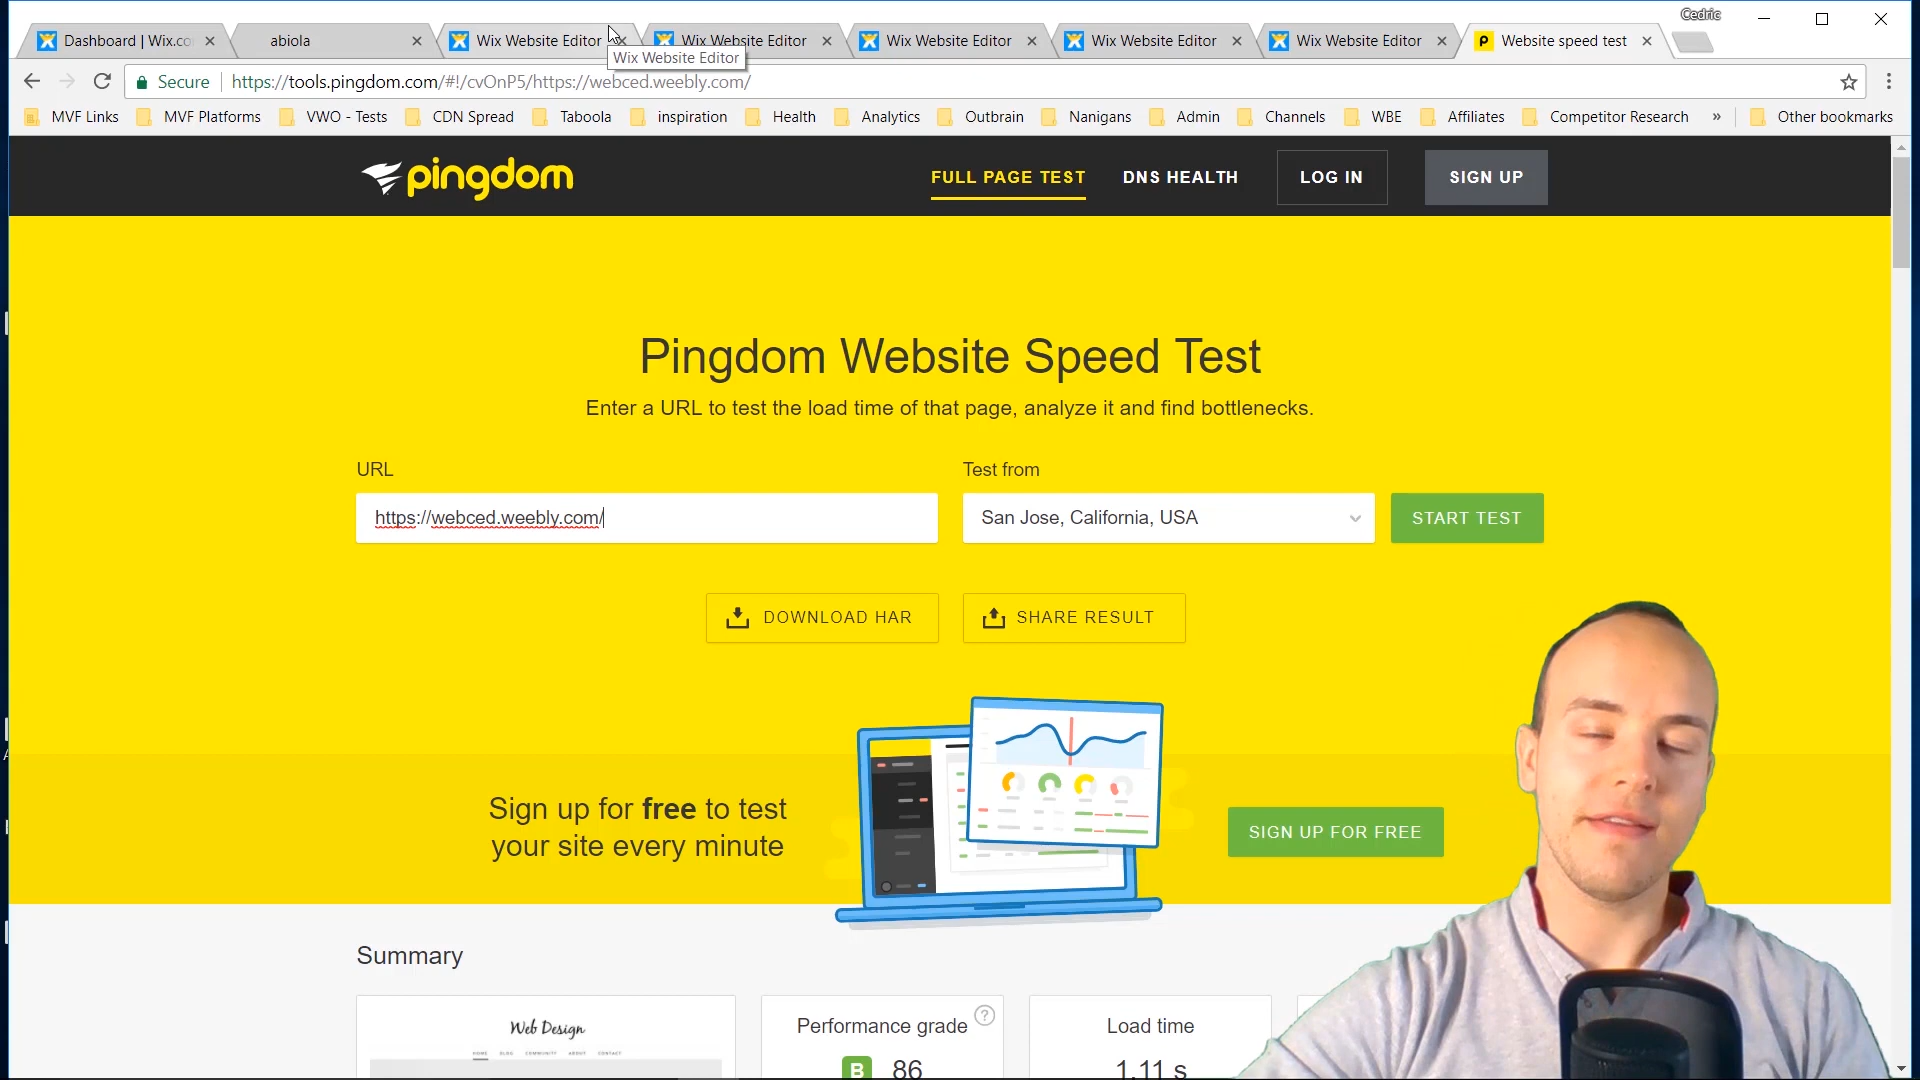 Cedric
Dashboard | Wix.co
abiola
Wix Website Editor
Wix Website Editor
Wix Website Editor
Wix Website Editor
Wix Website Editor
Website speed test
Wix Website Editor
Secure
https://tools.pingdom.com/#!/cvOnP5/https://webced.weebly.com/
MVF Links
MVF Platforms
VWO - Tests
CDN Spread
Taboola
inspiration
Health
Analytics
Outbrain
Nanigans
Admin
Channels
WBE
Affiliates
Competitor Research
»
Other bookmarks
pingdom
FULL PAGE TEST
DNS HEALTH
LOG IN
SIGN UP
Pingdom Website Speed Test
Enter a URL to test the load time of that page, analyze it and find bottlenecks.
URL
Test from
https://webced.weebly.com/
San Jose, California, USA
START TEST
DOWNLOAD HAR
SHARE RESULT
Sign up for free to test
your site every minute
SIGN UP FOR FREE
Summary
Web Design
HOME BLOG COMMUNITY ABOUT CONTACT
Performance grade
?
B 86
Load time
1.11 s